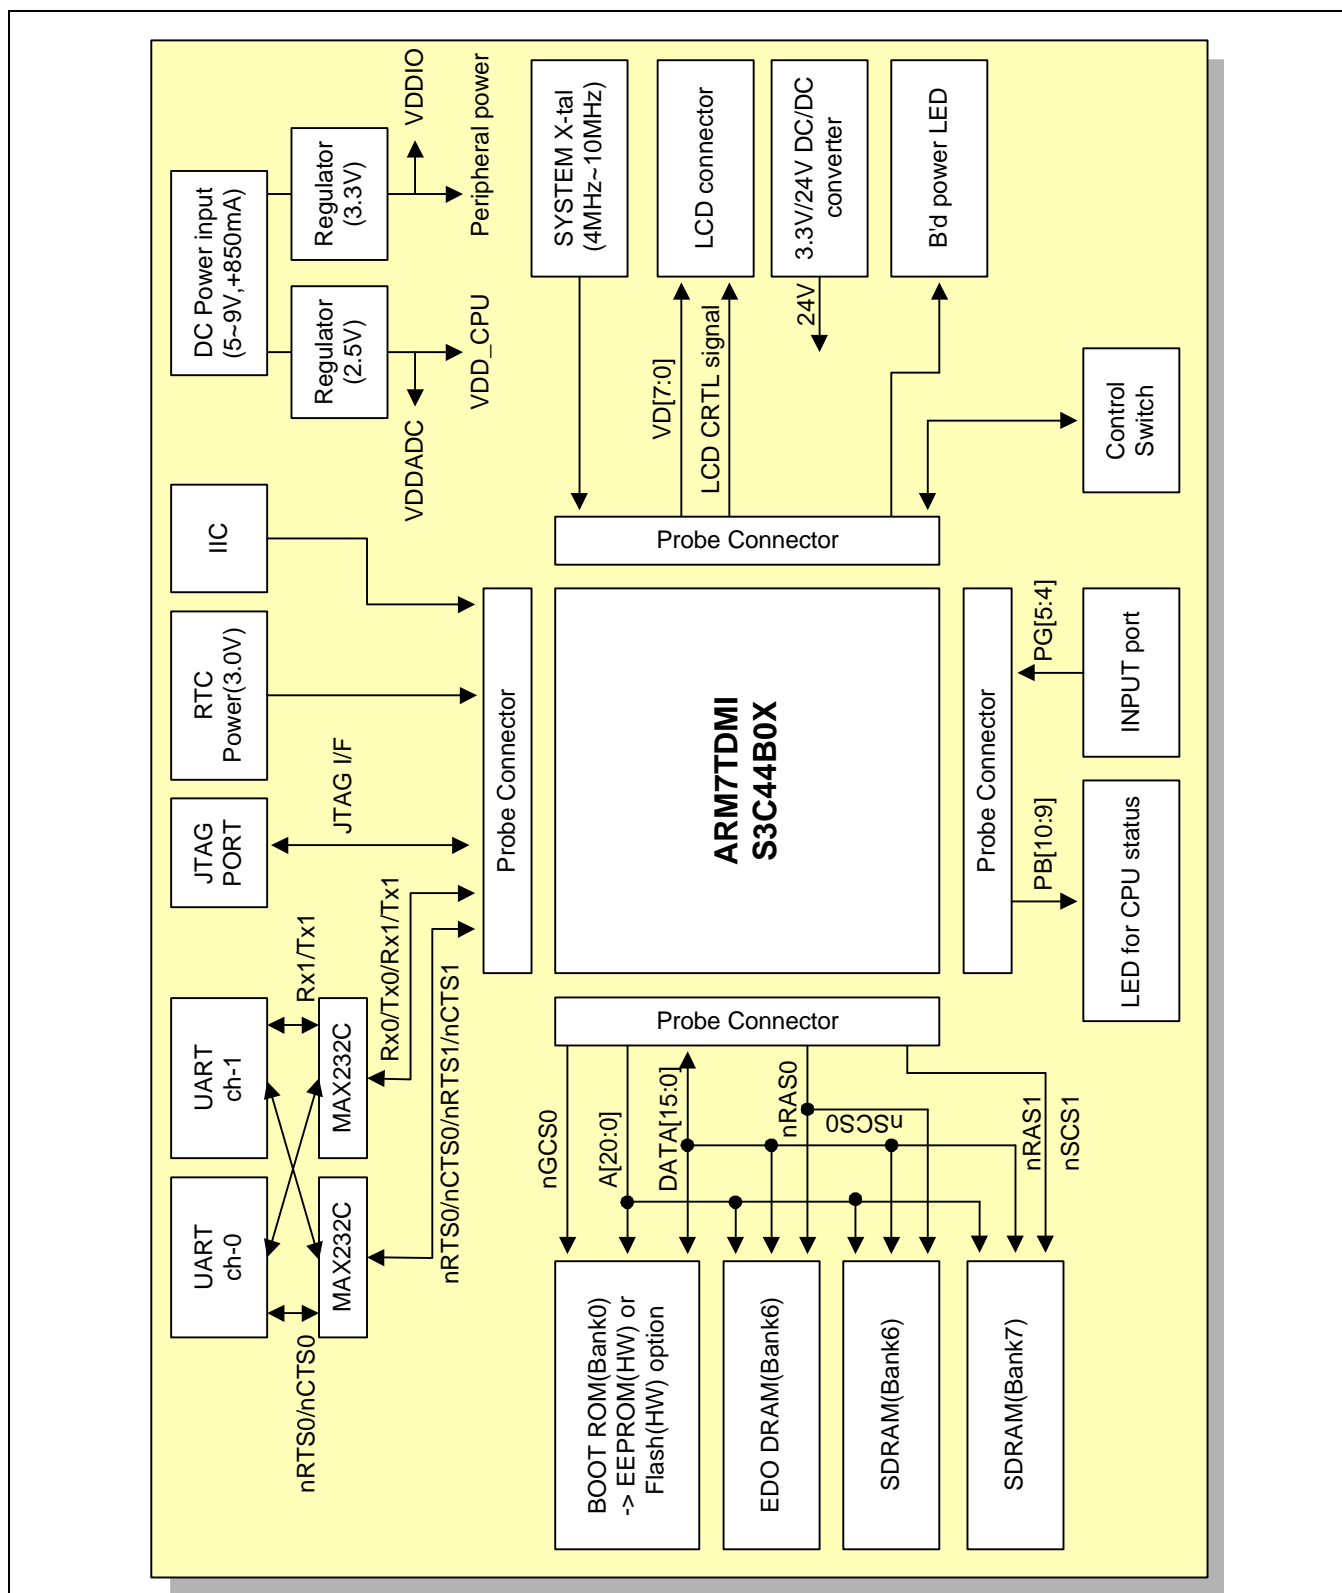 DC Power input
(5~9V,+850mA)
Regulator
(3.3V)
VDDIO
Peripheral power
Regulator
(2.5V)
VDDADC
VDD_CPU
SYSTEM X-tal
(4MHz~10MHz)
LCD connector
3.3V/24V DC/DC
converter
B'd power LED
VD[7:0]
LCD CRTL signal
24V
Control
Switch
IIC
RTC
Power(3.0V)
JTAG
PORT
JTAG I/F
Probe Connector
Probe Connector
ARM7TDMI
S3C44B0X
Probe Connector
PG[5:4]
INPUT port
PB[10:9]
LED for CPU status
Probe Connector
UART
ch-1
UART
ch-0
Rx1/Tx1
MAX232C
MAX232C
nRTS0/nCTS0
Rx0/Tx0/Rx1/Tx1
nRTS0/nCTS0/nRTS1/nCTS1
nGCS0
A[20:0]
DATA[15:0]
nRAS0
nSCS0
nRAS1
nSCS1
BOOT ROM(Bank0)
-> EEPROM(HW) or
Flash(HW) option
EDO DRAM(Bank6)
SDRAM(Bank6)
SDRAM(Bank7)